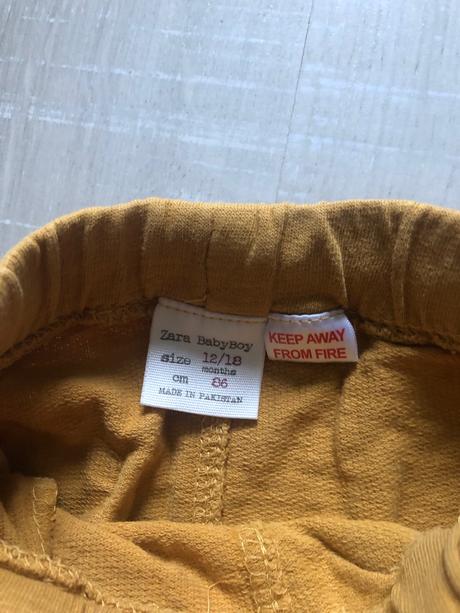 Zara BabyBoy
size 12/18
months
cm 86
MADE IN PAKISTAN
KEEP AWAY
FROM FIRE